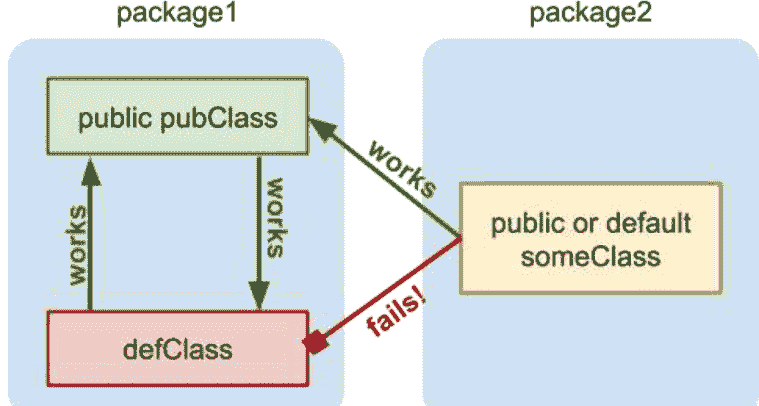 package1
package2
public pubClass
works
works
works
public or default
someClass
fails!
defClass